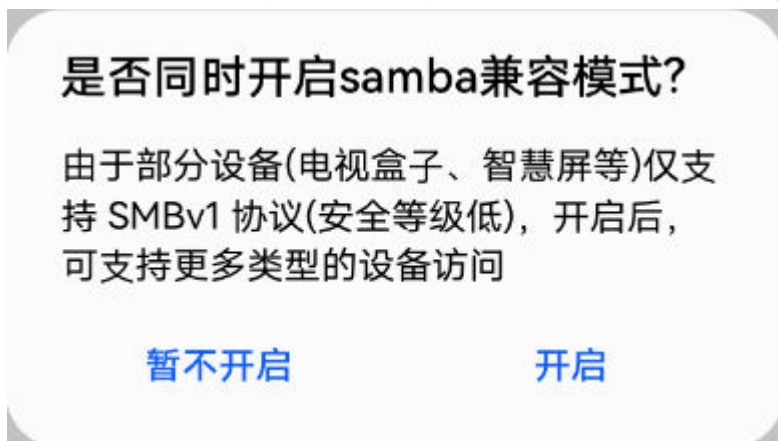 是否同时开启samba兼容模式?
由于部分设备(电视盒子、智慧屏等)仅支
持 SMBv1 协议(安全等级低)，开启后，
可支持更多类型的设备访问
暂不开启 开启